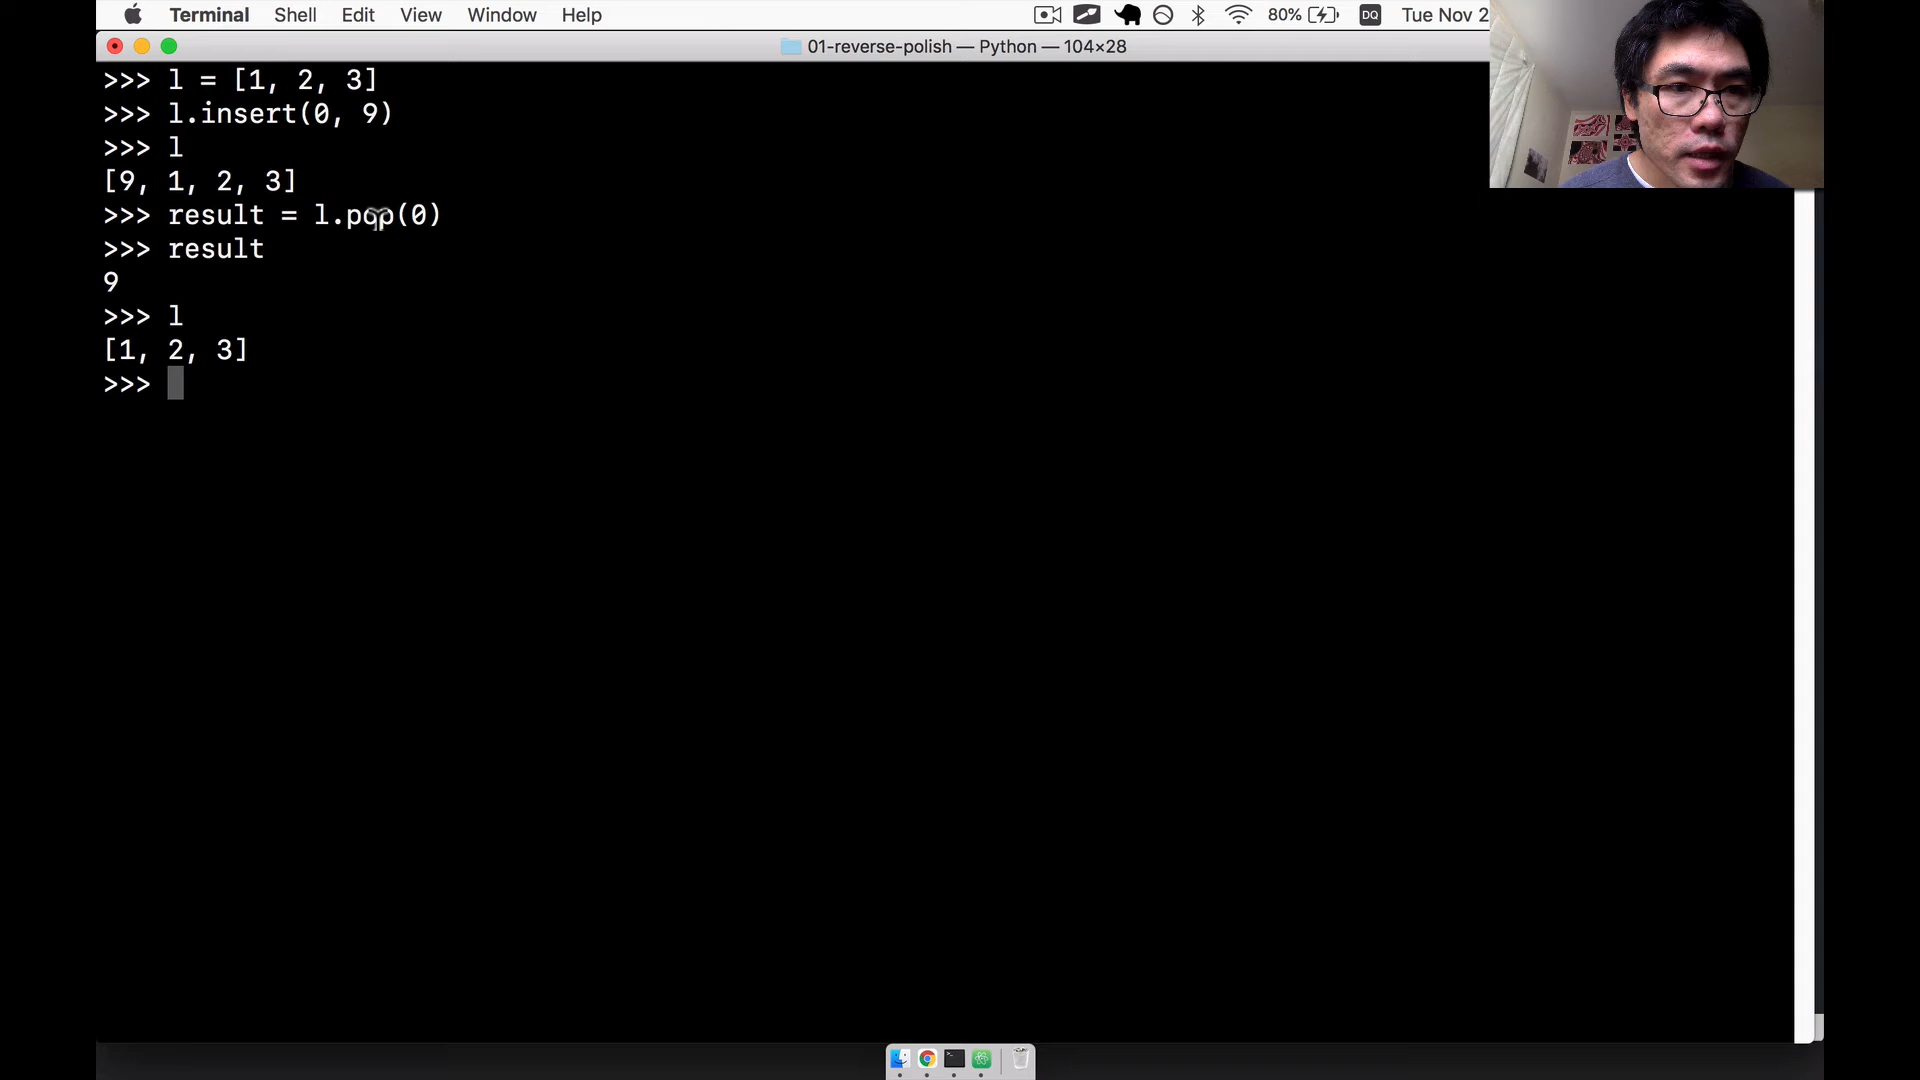 Terminal Shell Edit View Window Help 80% DQ Tue Nov 2
01-reverse-polish — Python — 104×28
>>> l = [1, 2, 3]
>>> l.insert(0, 9)
>>> l
[9, 1, 2, 3]
>>> result = l.pop(0)
>>> result
9
>>> l
[1, 2, 3]
>>>